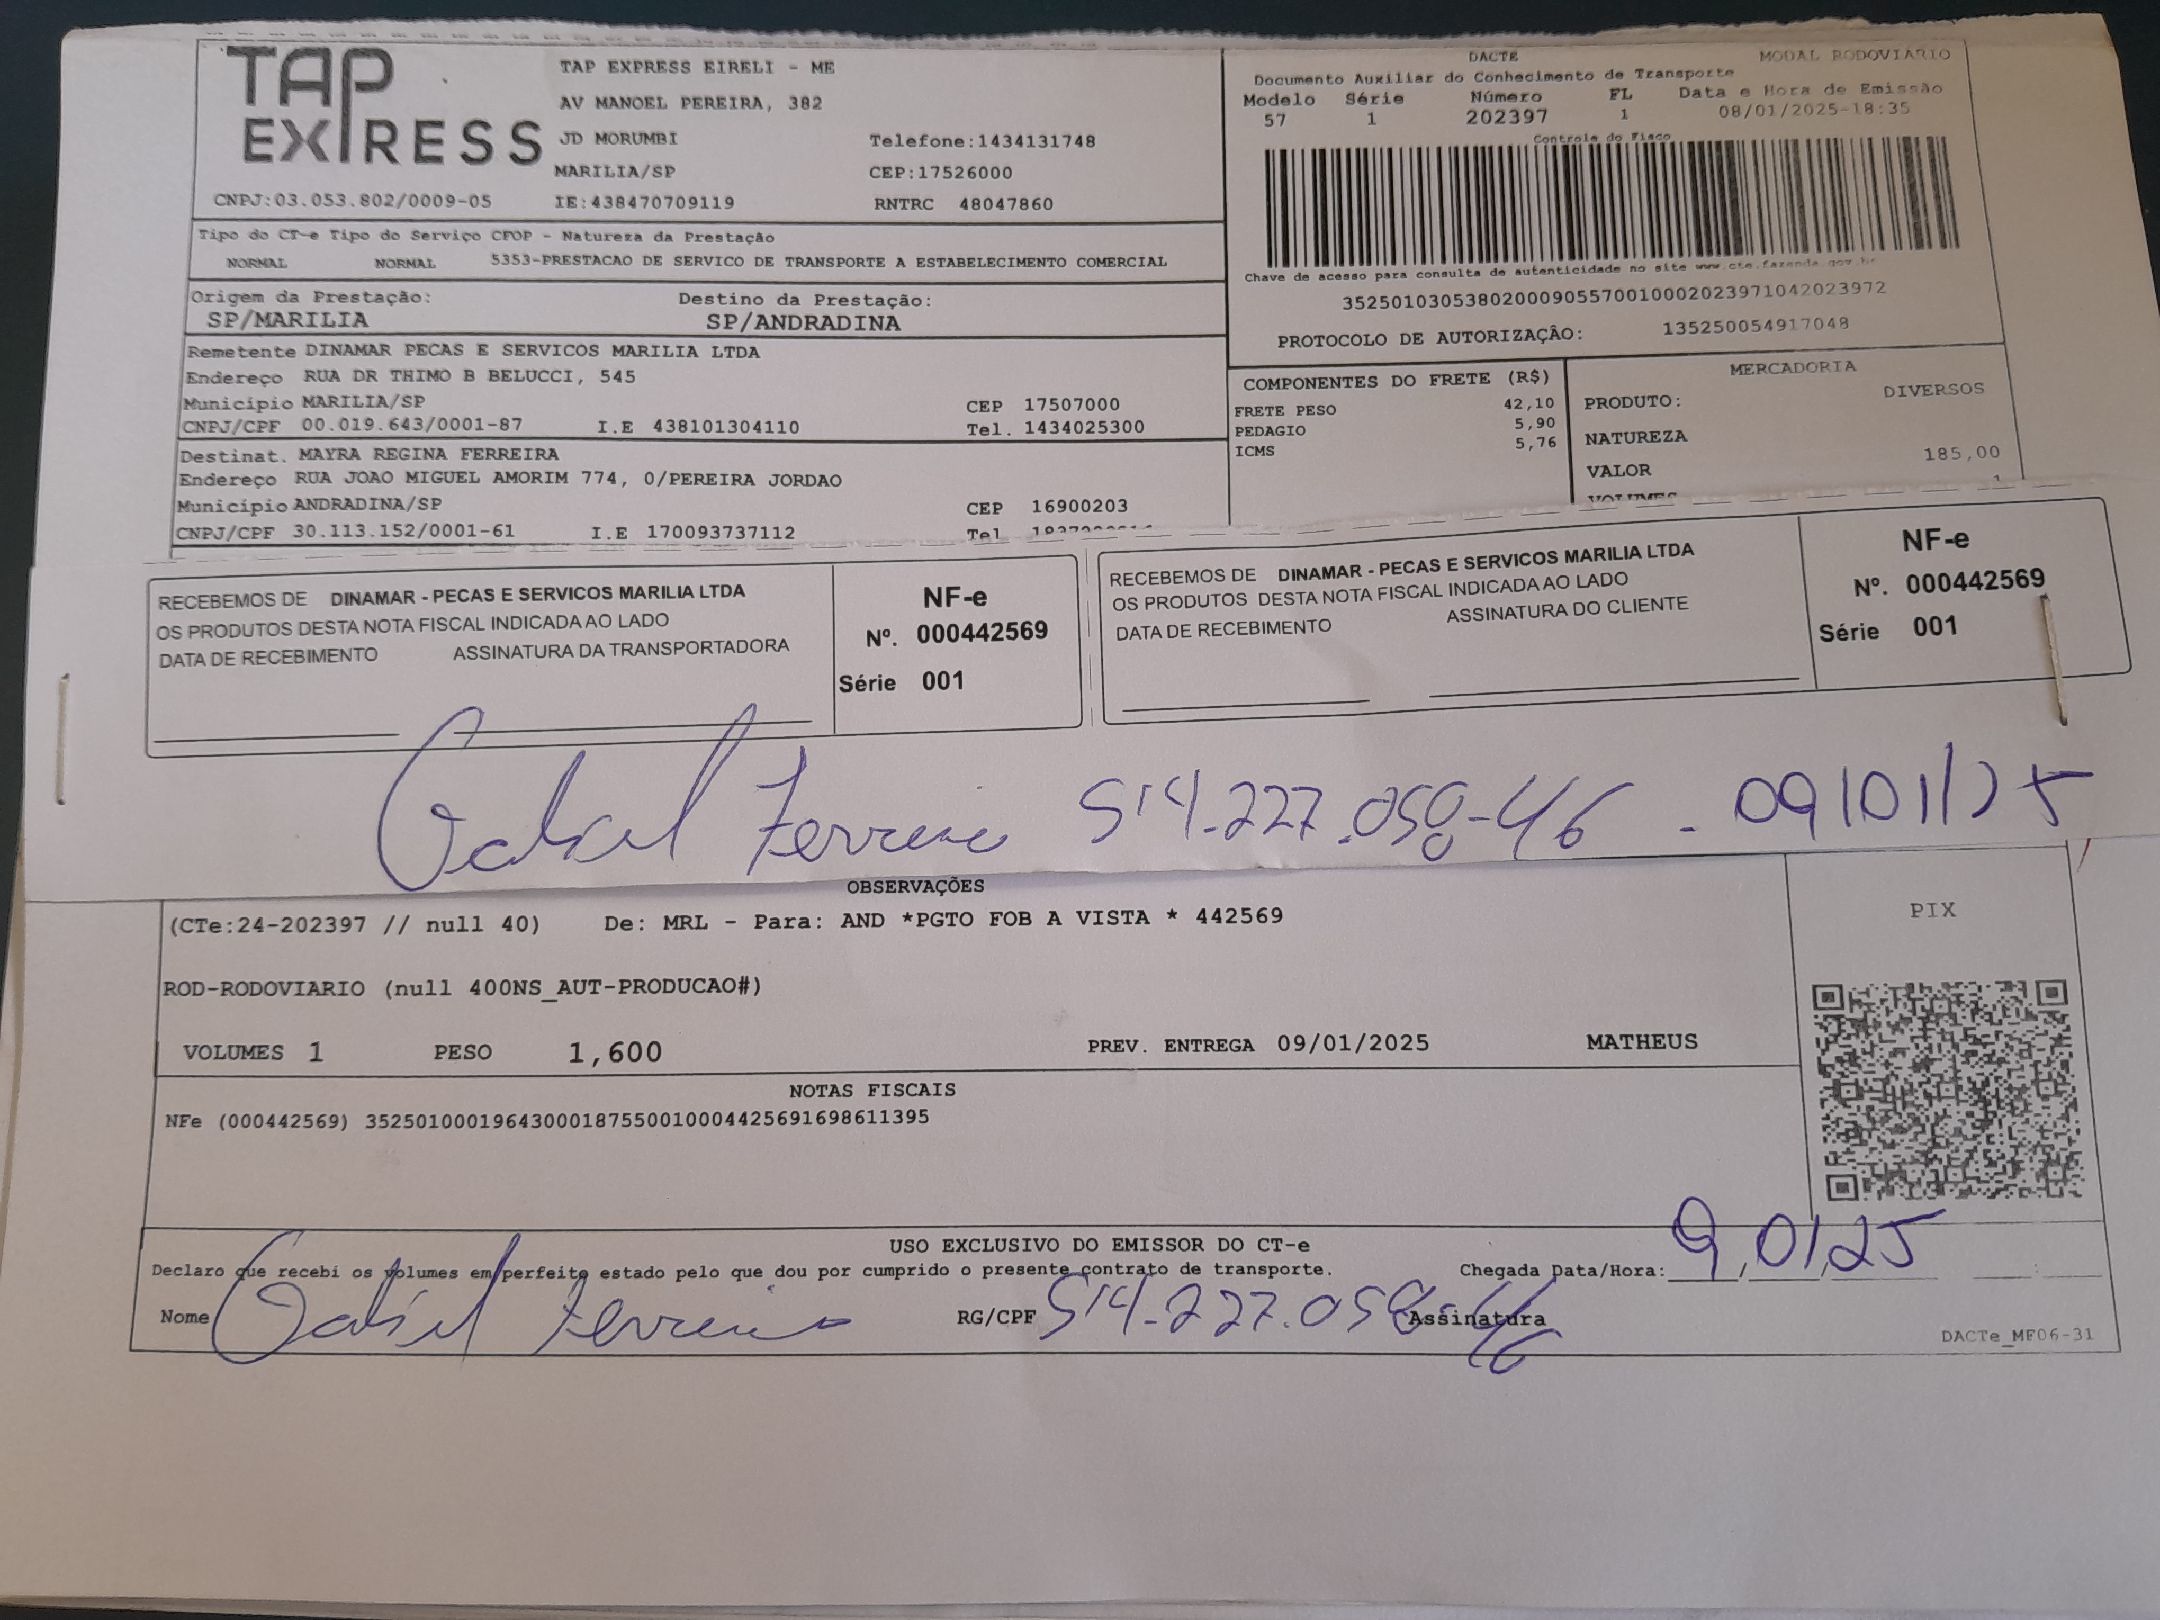 TAP EXPRESS
TAP EXPRESS EIRELI - ME
AV MANOEL PEREIRA, 382
JD MORUMBI Telefone:1434131748
MARILIA/SP CEP:17526000
CNPJ:03.053.802/0009-05 IE:438470709119 RNTRC 48047860
DACTE MODAL RODOVIÁRIO
Documento Auxiliar do Conhecimento de Transporte
Modelo Série Número FL Data e Hora de Emissão
57 1 202397 1 08/01/2025-18:35
Controle do Fisco
Chave de acesso para consulta de autenticidade no site www.cte.fazenda.gov.br
35250103053802000905570010002023971042023972
PROTOCOLO DE AUTORIZAÇÃO: 135250054917048
Tipo do CT-e Tipo do Serviço CFOP - Natureza da Prestação
NORMAL NORMAL 5353-PRESTACAO DE SERVICO DE TRANSPORTE A ESTABELECIMENTO COMERCIAL
Origem da Prestação: Destino da Prestação:
SP/MARILIA SP/ANDRADINA
Remetente DINAMAR PECAS E SERVICOS MARILIA LTDA
Endereço RUA DR THIMO B BELUCCI, 545
Município MARILIA/SP CEP 17507000
CNPJ/CPF 00.019.643/0001-87 I.E 438101304110 Tel. 1434025300
Destinat. MAYRA REGINA FERREIRA
Endereço RUA JOAO MIGUEL AMORIM 774, 0/PEREIRA JORDAO
Município ANDRADINA/SP CEP 16900203
CNPJ/CPF 30.113.152/0001-61 I.E 170093737112 Tel
COMPONENTES DO FRETE (R$)
FRETE PESO 42,10
PEDAGIO 5,90
ICMS 5,76
MERCADORIA
PRODUTO: DIVERSOS
NATUREZA
VALOR 185,00
VOLUMES 1
RECEBEMOS DE DINAMAR - PECAS E SERVICOS MARILIA LTDA
OS PRODUTOS DESTA NOTA FISCAL INDICADA AO LADO
DATA DE RECEBIMENTO ASSINATURA DA TRANSPORTADORA
NF-e
Nº. 000442569
Série 001
RECEBEMOS DE DINAMAR - PECAS E SERVICOS MARILIA LTDA
OS PRODUTOS DESTA NOTA FISCAL INDICADA AO LADO
DATA DE RECEBIMENTO ASSINATURA DO CLIENTE
NF-e
Nº. 000442569
Série 001
Gabriel Ferreira 514.227.058-46 - 09/01/25
OBSERVAÇÕES
(CTe:24-202397 // null 40) De: MRL - Para: AND *PGTO FOB A VISTA * 442569
ROD-RODOVIARIO (null 400NS_AUT-PRODUCAO#)
VOLUMES 1 PESO 1,600 PREV. ENTREGA 09/01/2025 MATHEUS
PIX
NOTAS FISCAIS
NFe (000442569) 35250100019643000187550010004425691698611395
USO EXCLUSIVO DO EMISSOR DO CT-e
Declaro que recebi os volumes em perfeito estado pelo que dou por cumprido o presente contrato de transporte. Chegada Data/Hora: 9,01,25
Nome Gabriel Ferreira RG/CPF 514.227.058-46 Assinatura
DACTe_MF06-31